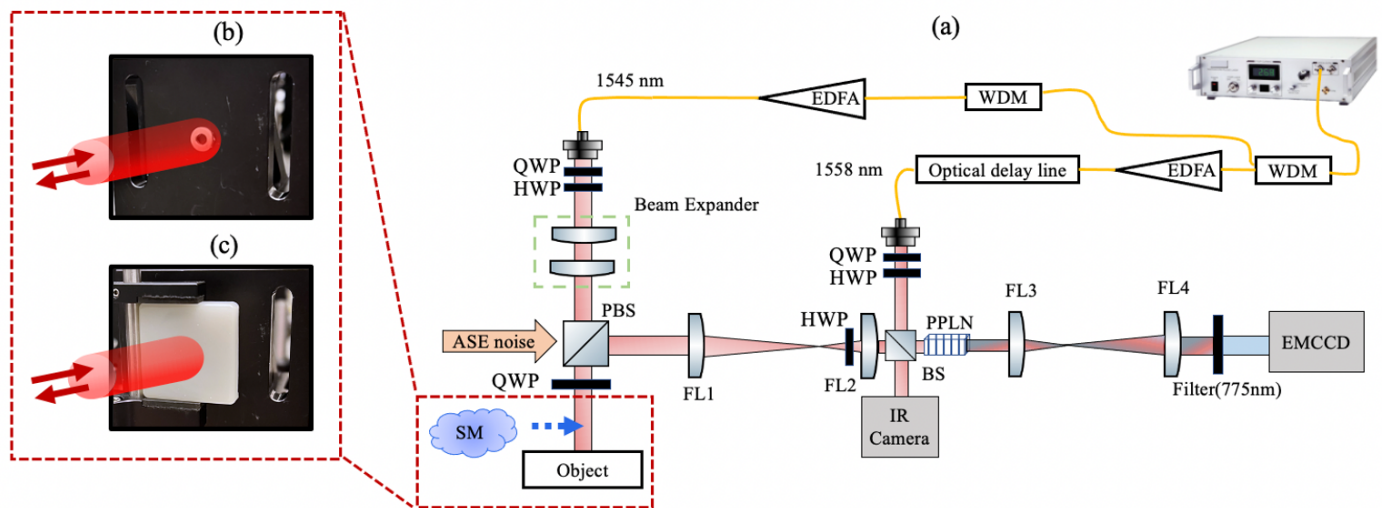 (b)
(a)
1545 nm
EDFA
WDM
1558 nm
Optical delay line
EDFA
WDM
QWP
HWP
Beam Expander
(c)
QWP
HWP
PBS
ASE noise
HWP
FL3
FL4
PPLN
EMCCD
QWP
FL1
FL2
BS
Filter(775nm)
SM
IR
Camera
Object